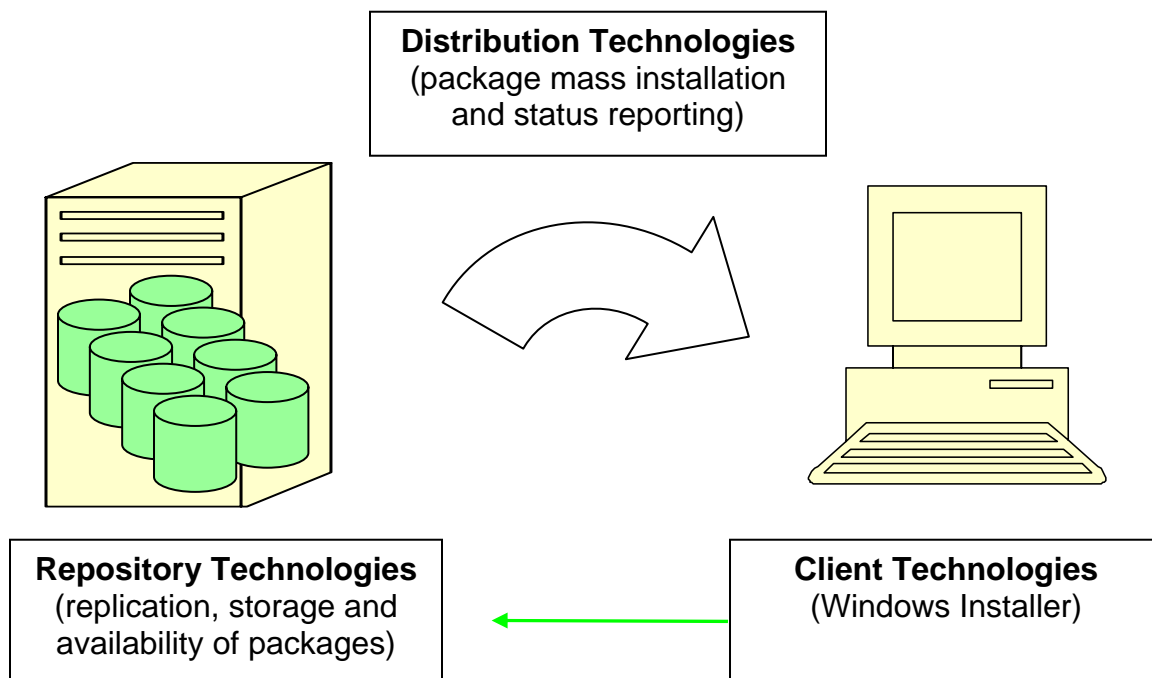 Distribution Technologies
(package mass installation
and status reporting)
Repository Technologies
(replication, storage and
availability of packages)
Client Technologies
(Windows Installer)